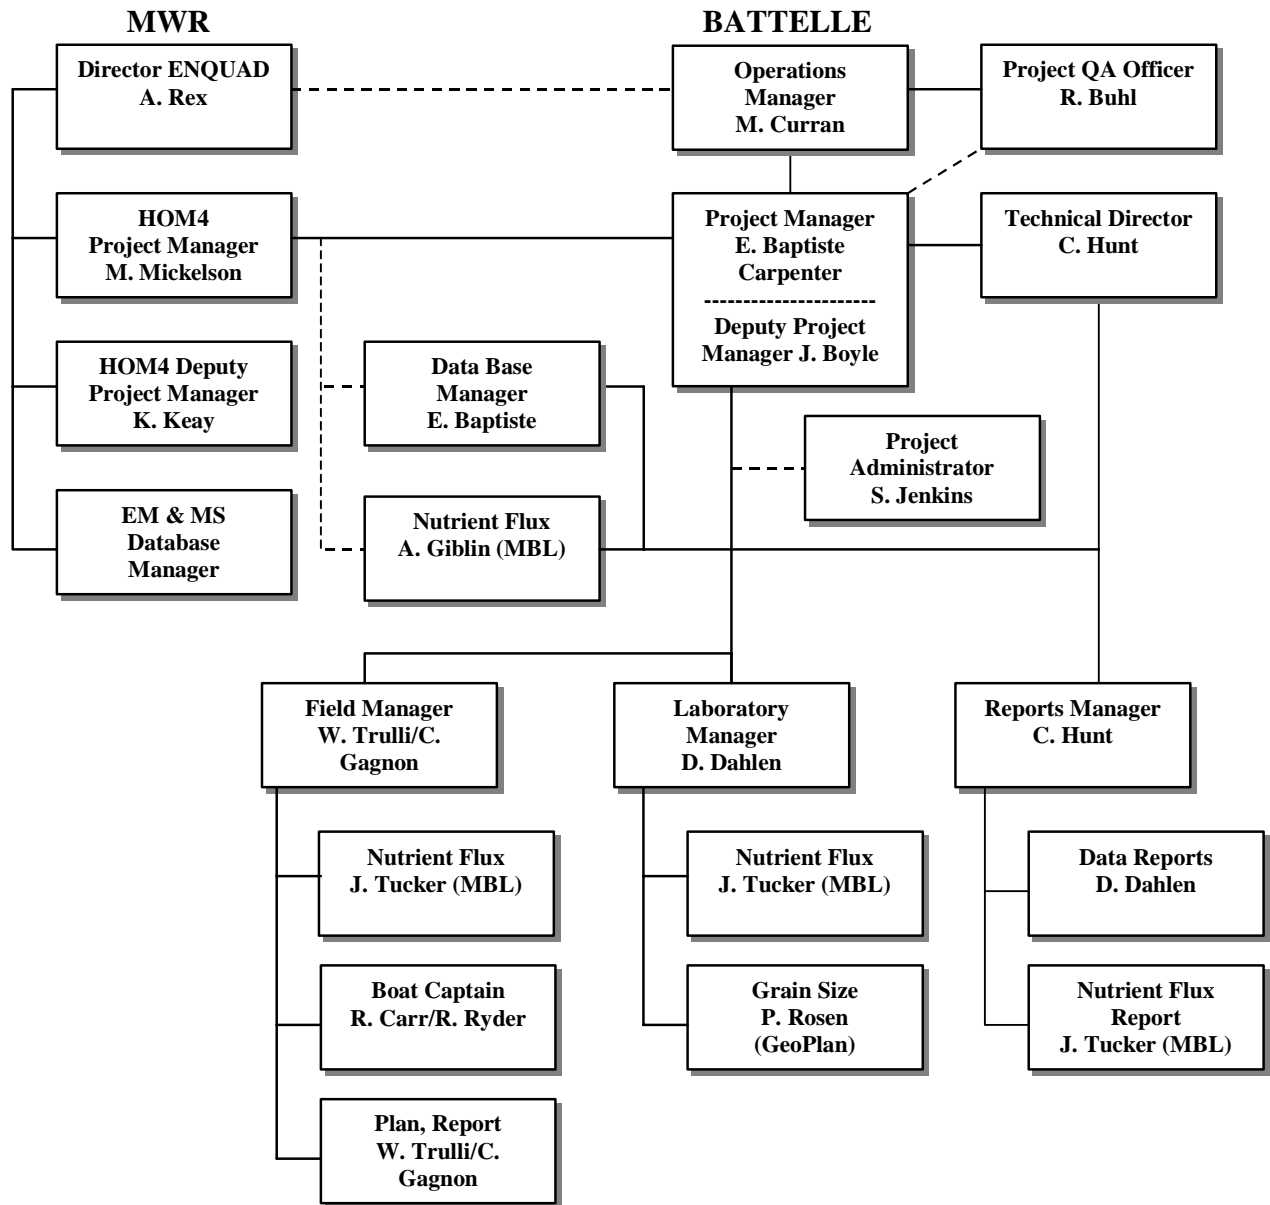 MWR
BATTELLE
Director ENQUAD
A. Rex
Operations
Manager
M. Curran
Project QA Officer
R. Buhl
HOM4
Project Manager
M. Mickelson
Project Manager
E. Baptiste
Carpenter
----------------------
Deputy Project
Manager J. Boyle
Technical Director
C. Hunt
HOM4 Deputy
Project Manager
K. Keay
Data Base
Manager
E. Baptiste
Project
Administrator
S. Jenkins
EM & MS
Database
Manager
Nutrient Flux
A. Giblin (MBL)
Field Manager
W. Trulli/C.
Gagnon
Laboratory
Manager
D. Dahlen
Reports Manager
C. Hunt
Nutrient Flux
J. Tucker (MBL)
Nutrient Flux
J. Tucker (MBL)
Data Reports
D. Dahlen
Boat Captain
R. Carr/R. Ryder
Grain Size
P. Rosen
(GeoPlan)
Nutrient Flux
Report
J. Tucker (MBL)
Plan, Report
W. Trulli/C.
Gagnon